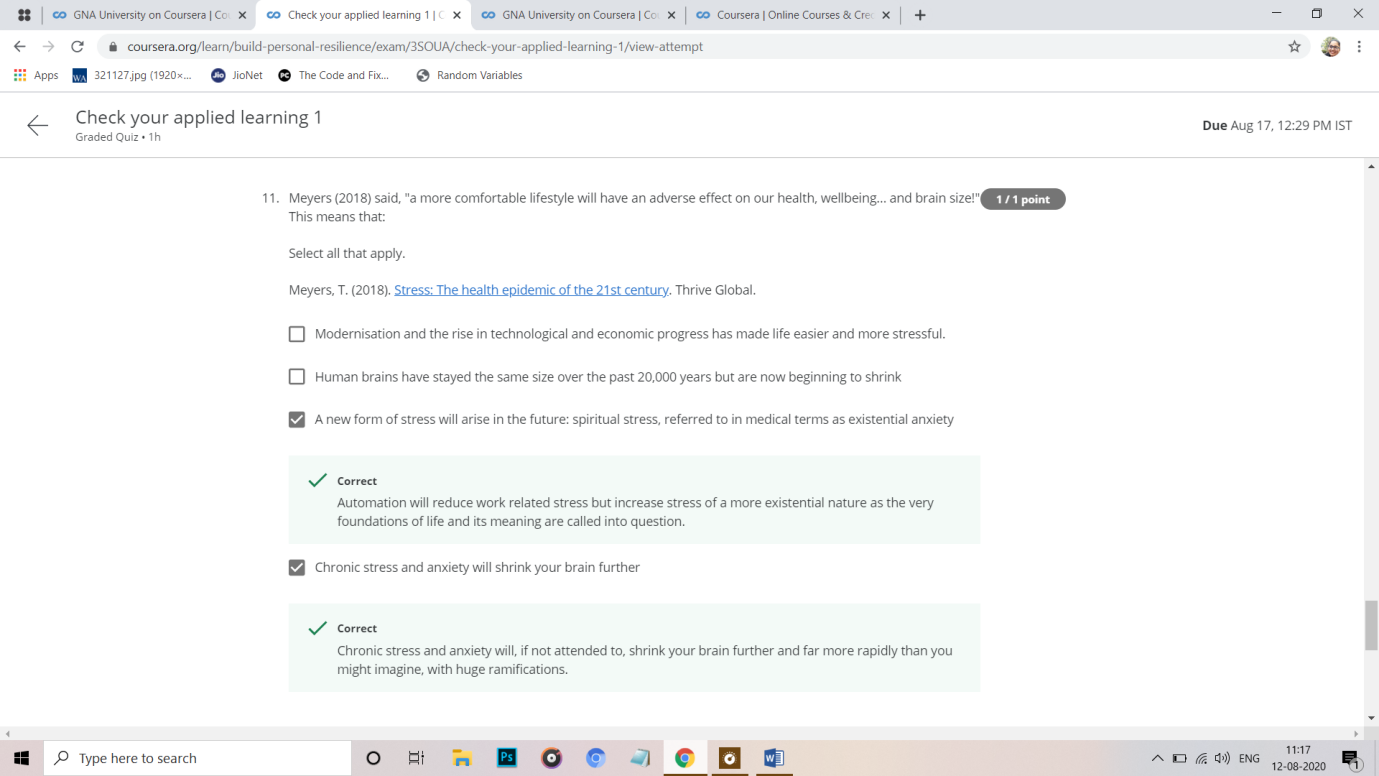 GNA University on Coursera | Co
Check your applied learning 1 | C
GNA University on Coursera | Co
Coursera | Online Courses & Cre
coursera.org/learn/build-personal-resilience/exam/3SOUA/check-your-applied-learning-1/view-attempt
Apps
WA
321127.jpg (1920×...
Jio
JioNet
PC
The Code and Fix...
Random Variables
Check your applied learning 1
Graded Quiz • 1h
Due Aug 17, 12:29 PM IST
11. Meyers (2018) said, "a more comfortable lifestyle will have an adverse effect on our health, wellbeing... and brain size!"
1 / 1 point
This means that:
Select all that apply.
Meyers, T. (2018). Stress: The health epidemic of the 21st century. Thrive Global.
Modernisation and the rise in technological and economic progress has made life easier and more stressful.
Human brains have stayed the same size over the past 20,000 years but are now beginning to shrink
A new form of stress will arise in the future: spiritual stress, referred to in medical terms as existential anxiety
Correct
Automation will reduce work related stress but increase stress of a more existential nature as the very
foundations of life and its meaning are called into question.
Chronic stress and anxiety will shrink your brain further
Correct
Chronic stress and anxiety will, if not attended to, shrink your brain further and far more rapidly than you
might imagine, with huge ramifications.
Type here to search
Ps
W
ENG
11:17
12-08-2020
1